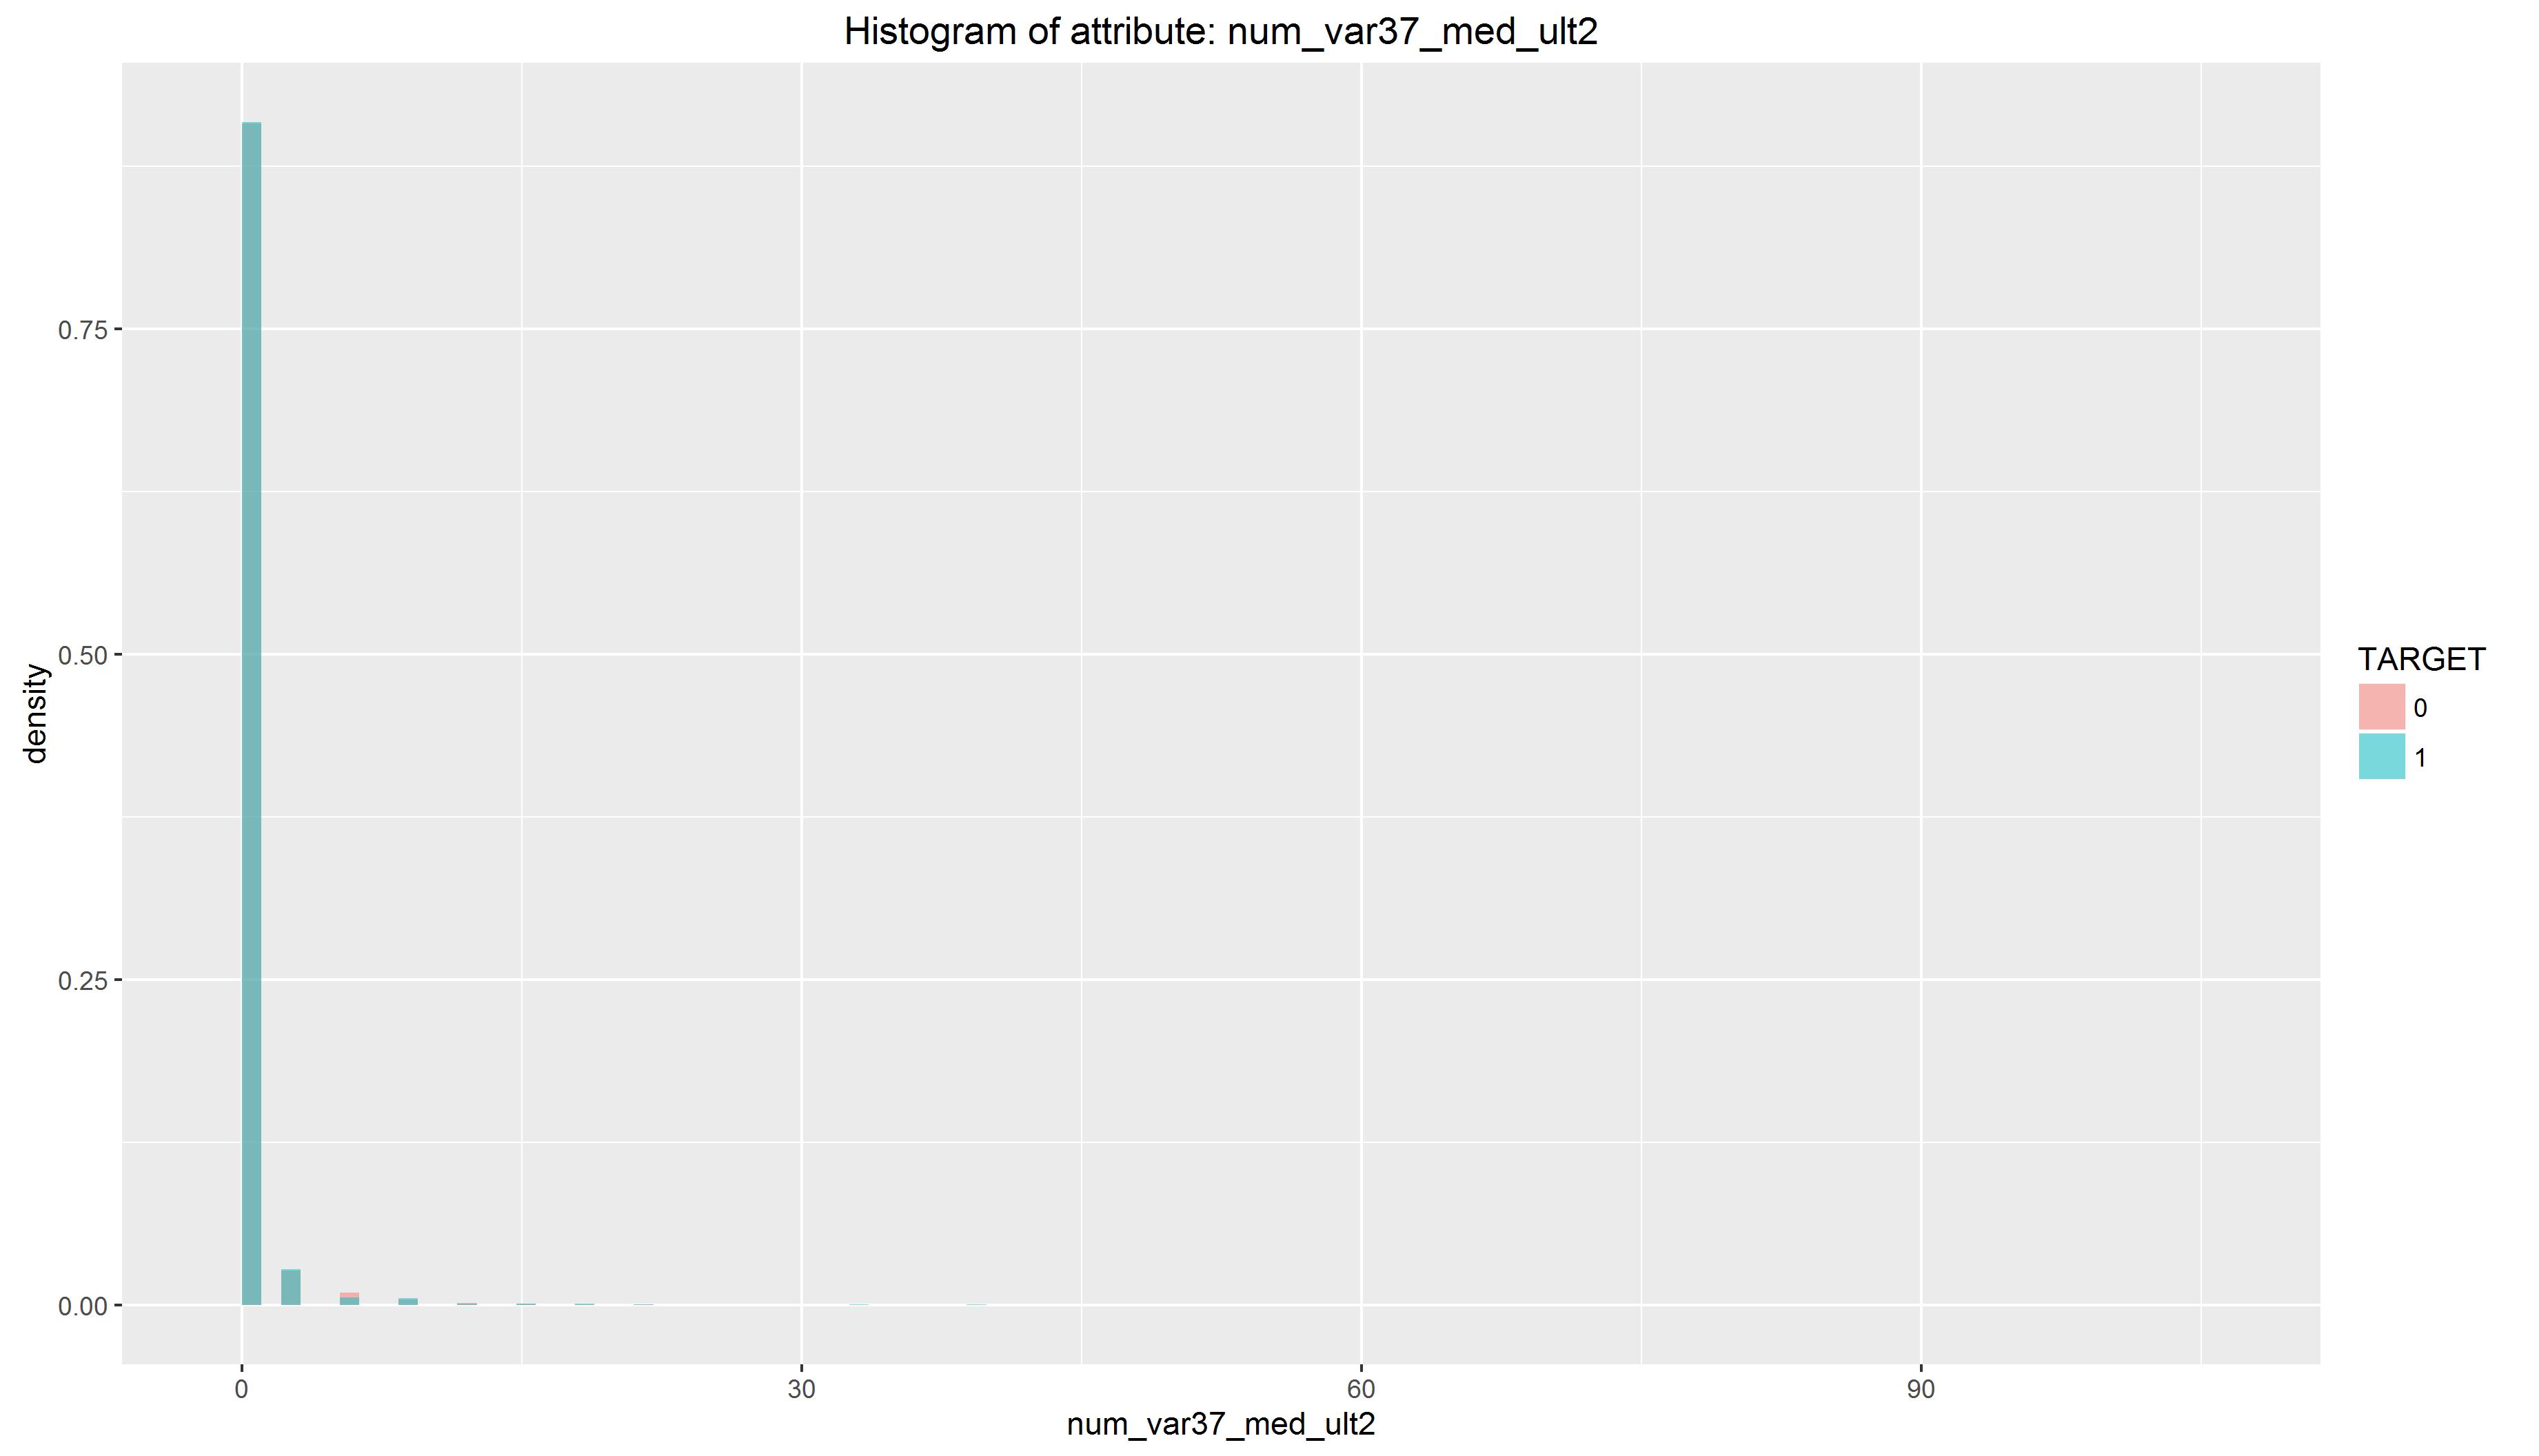 Histogram of attribute: num_var37_med_ult2
density
0.75
0.50
0.25
0.00
0
30
60
90
num_var37_med_ult2
TARGET
0
1